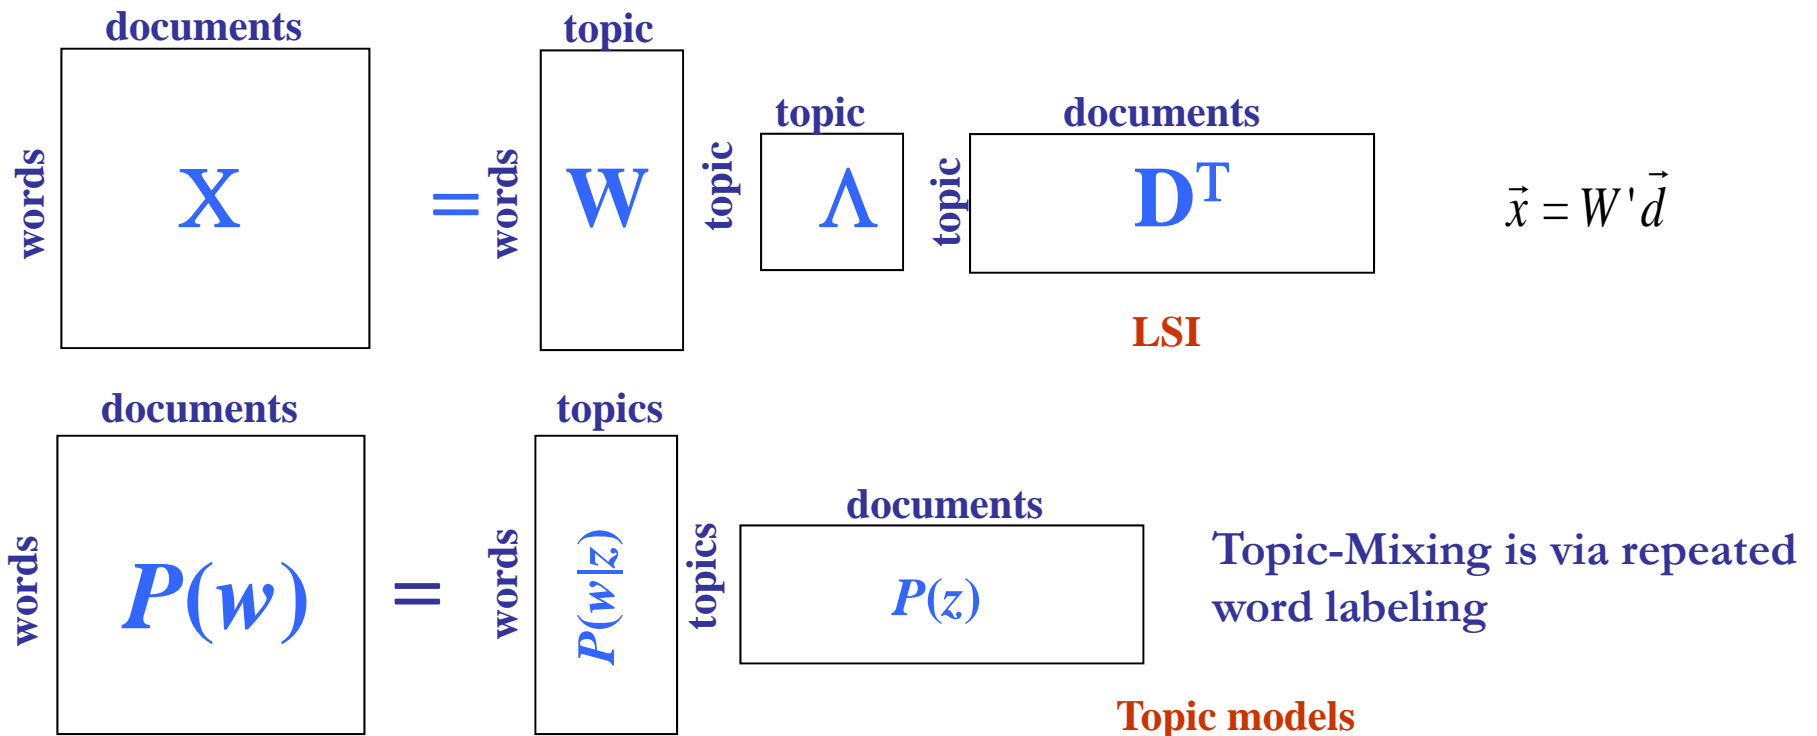 documents
topic
words
X
=
words
W
topic
topic
Λ
topic
documents
D^T
x⃗ = W'd⃗
LSI
documents
topics
words
P(w)
=
words
P(w|z)
topics
documents
P(z)
Topic-Mixing is via repeated
word labeling
Topic models